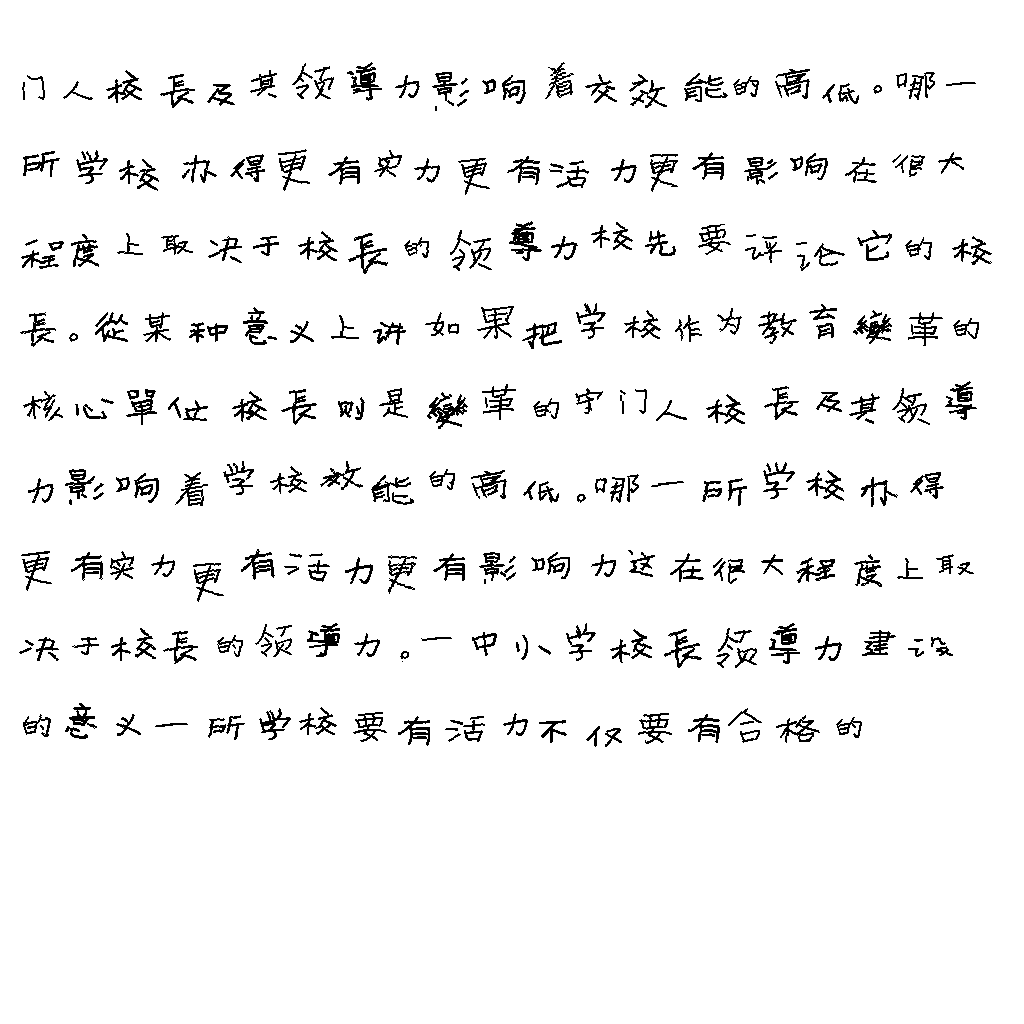 门人校長及其领導力影响着交效能的高低。哪一
所学校办得更有实力更有活力更有影响在很大
程度上取决于校長的领導力校先要评论它的校
長。從某种意义上讲如果把学校作为教育變革的
核心單位校長则是變革的守门人校長及其领導
力影响着学校效能的高低。哪一所学校办得
更有实力更有活力更有影响力这在很大程度上取
决于校長的领導力。一中小学校長领導力建设
的意义一所学校要有活力不仅要有合格的